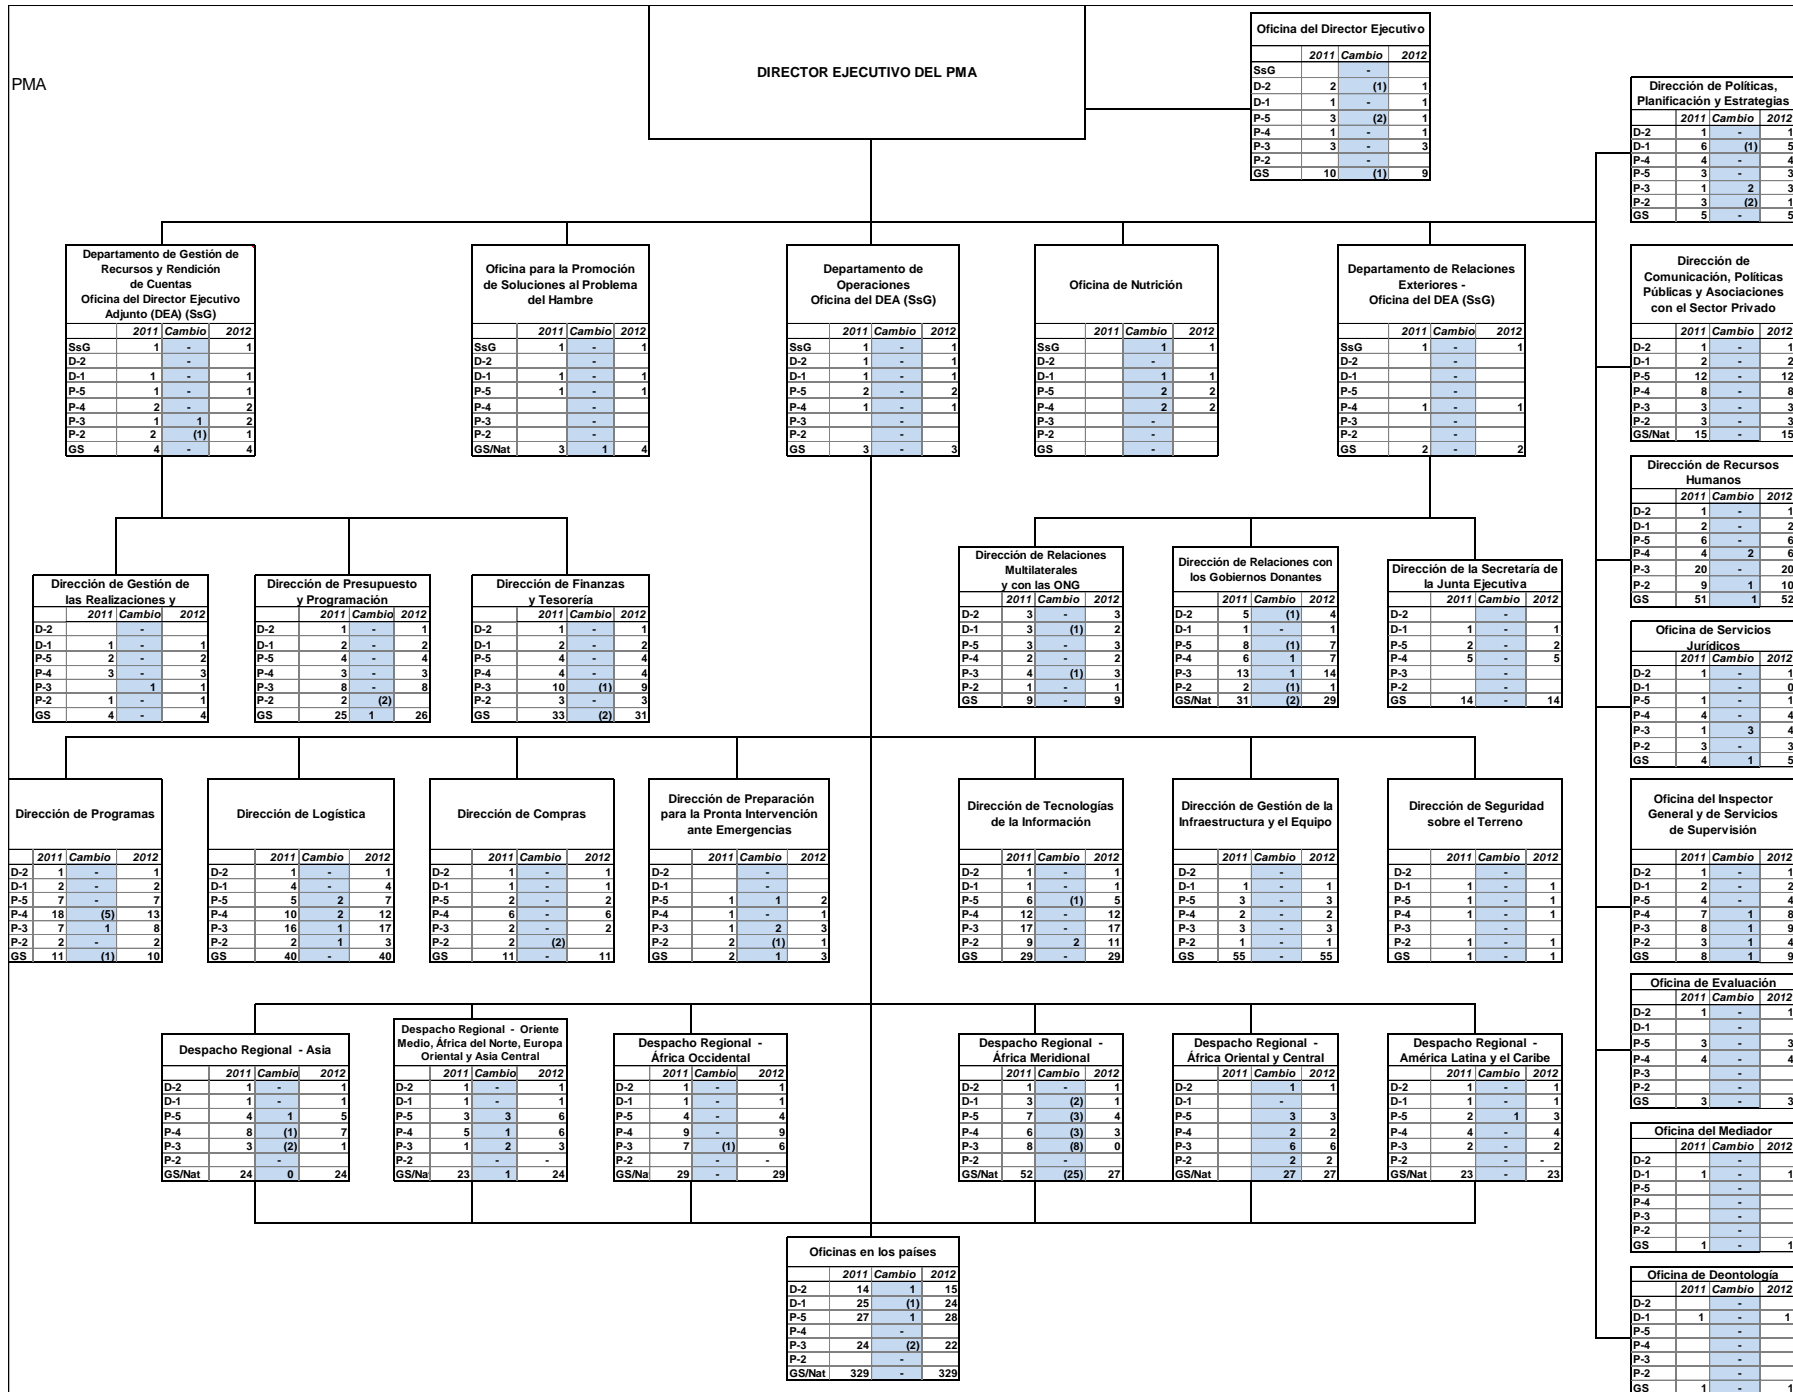 PMA
DIRECTOR EJECUTIVO DEL PMA
Oficina del Director Ejecutivo
2011 Cambio 2012
SsG -
D-2 2 (1) 1
D-1 1 - 1
P-5 3 (2) 1
P-4 1 - 1
P-3 3 - 3
P-2 -
GS 10 (1) 9
Dirección de Políticas,
Planificación y Estrategias
2011 Cambio 2012
D-2 1 - 1
D-1 6 (1) 5
P-4 4 - 4
P-5 3 - 3
P-3 1 2 3
P-2 3 (2) 1
GS 5 - 5
Departamento de Gestión de
Recursos y Rendición
de Cuentas
Oficina del Director Ejecutivo
Adjunto (DEA) (SsG)
2011 Cambio 2012
SsG 1 - 1
D-2 -
D-1 1 - 1
P-5 1 - 1
P-4 2 - 2
P-3 1 1 2
P-2 2 (1) 1
GS 4 - 4
Oficina para la Promoción
de Soluciones al Problema
del Hambre
2011 Cambio 2012
SsG 1 - 1
D-2 -
D-1 1 - 1
P-5 1 - 1
P-4 -
P-3 -
P-2 -
GS/Nat 3 1 4
Departamento de
Operaciones
Oficina del DEA (SsG)
2011 Cambio 2012
SsG 1 - 1
D-2 1 - 1
D-1 1 - 1
P-5 2 - 2
P-4 1 - 1
P-3 -
P-2 -
GS 3 - 3
Oficina de Nutrición
2011 Cambio 2012
SsG 1 1
D-2 -
D-1 1 1
P-5 2 2
P-4 2 2
P-3 -
P-2 -
GS -
Departamento de Relaciones
Exteriores -
Oficina del DEA (SsG)
2011 Cambio 2012
SsG 1 - 1
D-2 -
D-1 -
P-5 -
P-4 1 - 1
P-3 -
P-2 -
GS 2 - 2
Dirección de
Comunicación, Políticas
Públicas y Asociaciones
con el Sector Privado
2011 Cambio 2012
D-2 1 - 1
D-1 2 - 2
P-5 12 - 12
P-4 8 - 8
P-3 3 - 3
P-2 3 - 3
GS/Nat 15 - 15
Dirección de Recursos
Humanos
2011 Cambio 2012
D-2 1 - 1
D-1 2 - 2
P-5 6 - 6
P-4 4 2 6
P-3 20 - 20
P-2 9 1 10
GS 51 1 52
Dirección de Gestión de
las Realizaciones y
2011 Cambio 2012
D-2 -
D-1 1 - 1
P-5 2 - 2
P-4 3 - 3
P-3 1 1
P-2 1 - 1
GS 4 - 4
Dirección de Presupuesto
y Programación
2011 Cambio 2012
D-2 1 - 1
D-1 2 - 2
P-5 4 - 4
P-4 3 - 3
P-3 8 - 8
P-2 2 (2)
GS 25 1 26
Dirección de Finanzas
y Tesorería
2011 Cambio 2012
D-2 1 - 1
D-1 2 - 2
P-5 4 - 4
P-4 4 - 4
P-3 10 (1) 9
P-2 3 - 3
GS 33 (2) 31
Dirección de Relaciones
Multilaterales
y con las ONG
2011 Cambio 2012
D-2 3 - 3
D-1 3 (1) 2
P-5 3 - 3
P-4 2 - 2
P-3 4 (1) 3
P-2 1 - 1
GS 9 - 9
Dirección de Relaciones con
los Gobiernos Donantes
2011 Cambio 2012
D-2 5 (1) 4
D-1 1 - 1
P-5 8 (1) 7
P-4 6 1 7
P-3 13 1 14
P-2 2 (1) 1
GS/Nat 31 (2) 29
Dirección de la Secretaría de
la Junta Ejecutiva
2011 Cambio 2012
D-2 -
D-1 1 - 1
P-5 2 - 2
P-4 5 - 5
P-3 -
P-2 -
GS 14 - 14
Oficina de Servicios
Jurídicos
2011 Cambio 2012
D-2 1 - 1
D-1 - 0
P-5 1 - 1
P-4 4 - 4
P-3 1 3 4
P-2 3 - 3
GS 4 1 5
Dirección de Programas
2011 Cambio 2012
D-2 1 - 1
D-1 2 - 2
P-5 7 - 7
P-4 18 (5) 13
P-3 7 1 8
P-2 2 - 2
GS 11 (1) 10
Dirección de Logística
2011 Cambio 2012
D-2 1 - 1
D-1 4 - 4
P-5 5 2 7
P-4 10 2 12
P-3 16 1 17
P-2 2 1 3
GS 40 - 40
Dirección de Compras
2011 Cambio 2012
D-2 1 - 1
D-1 1 - 1
P-5 2 - 2
P-4 6 - 6
P-3 2 - 2
P-2 2 (2)
GS 11 - 11
Dirección de Preparación
para la Pronta Intervención
ante Emergencias
2011 Cambio 2012
D-2 -
D-1 -
P-5 1 1 2
P-4 1 - 1
P-3 1 2 3
P-2 2 (1) 1
GS 2 1 3
Dirección de Tecnologías
de la Información
2011 Cambio 2012
D-2 1 - 1
D-1 1 - 1
P-5 6 (1) 5
P-4 12 - 12
P-3 17 - 17
P-2 9 2 11
GS 29 - 29
Dirección de Gestión de la
Infraestructura y el Equipo
2011 Cambio 2012
D-2 -
D-1 1 - 1
P-5 3 - 3
P-4 2 - 2
P-3 3 - 3
P-2 1 - 1
GS 55 - 55
Dirección de Seguridad
sobre el Terreno
2011 Cambio 2012
D-2 -
D-1 1 - 1
P-5 1 - 1
P-4 1 - 1
P-3 -
P-2 1 - 1
GS 1 - 1
Oficina del Inspector
General y de Servicios
de Supervisión
2011 Cambio 2012
D-2 1 - 1
D-1 2 - 2
P-5 4 - 4
P-4 7 1 8
P-3 8 1 9
P-2 3 1 4
GS 8 1 9
Oficina de Evaluación
2011 Cambio 2012
D-2 1 - 1
D-1 -
P-5 3 - 3
P-4 4 - 4
P-3 -
P-2 -
GS 3 - 3
Despacho Regional - Asia
2011 Cambio 2012
D-2 1 - 1
D-1 1 - 1
P-5 4 1 5
P-4 8 (1) 7
P-3 3 (2) 1
P-2 -
GS/Nat 24 0 24
Despacho Regional - Oriente
Medio, África del Norte, Europa
Oriental y Asia Central
2011 Cambio 2012
D-2 1 - 1
D-1 1 - 1
P-5 3 3 6
P-4 5 1 6
P-3 1 2 3
P-2 - -
GS/Na 23 1 24
Despacho Regional -
África Occidental
2011 Cambio 2012
D-2 1 - 1
D-1 1 - 1
P-5 4 - 4
P-4 9 - 9
P-3 7 (1) 6
P-2 - -
GS/Na 29 - 29
Despacho Regional -
África Meridional
2011 Cambio 2012
D-2 1 - 1
D-1 3 (2) 1
P-5 7 (3) 4
P-4 6 (3) 3
P-3 8 (8) 0
P-2 -
GS/Nat 52 (25) 27
Despacho Regional -
África Oriental y Central
2011 Cambio 2012
D-2 1 1
D-1 -
P-5 3 3
P-4 2 2
P-3 6 6
P-2 2 2
GS/Nat 27 27
Despacho Regional -
América Latina y el Caribe
2011 Cambio 2012
D-2 1 - 1
D-1 1 - 1
P-5 2 1 3
P-4 4 - 4
P-3 2 - 2
P-2 - -
GS/Nat 23 - 23
Oficina del Mediador
2011 Cambio 2012
D-2 -
D-1 1 - 1
P-5 -
P-4 -
P-3 -
P-2 -
GS 1 - 1
Oficinas en los países
2011 Cambio 2012
D-2 14 1 15
D-1 25 (1) 24
P-5 27 1 28
P-4 -
P-3 24 (2) 22
P-2 -
GS/Nat 329 - 329
Oficina de Deontología
2011 Cambio 2012
D-2 -
D-1 1 - 1
P-5 -
P-4 -
P-3 -
P-2 -
GS 1 - 1